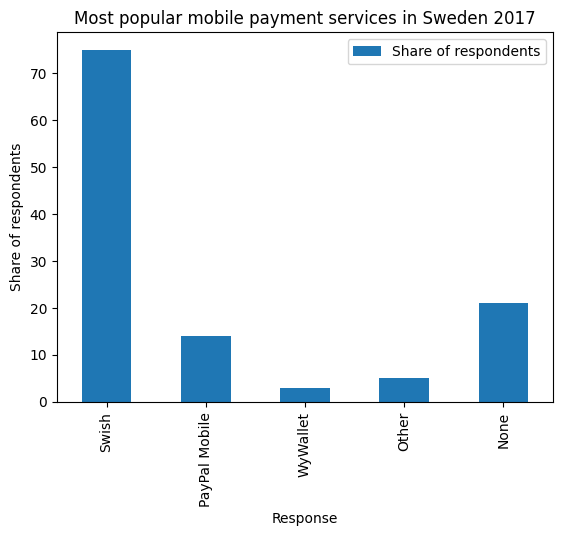 Most popular mobile payment services in Sweden 2017
Share of respondents
Share of respondents
70
60
50
40
30
20
10
0
Swish
PayPal Mobile
WyWallet
Other
None
Response